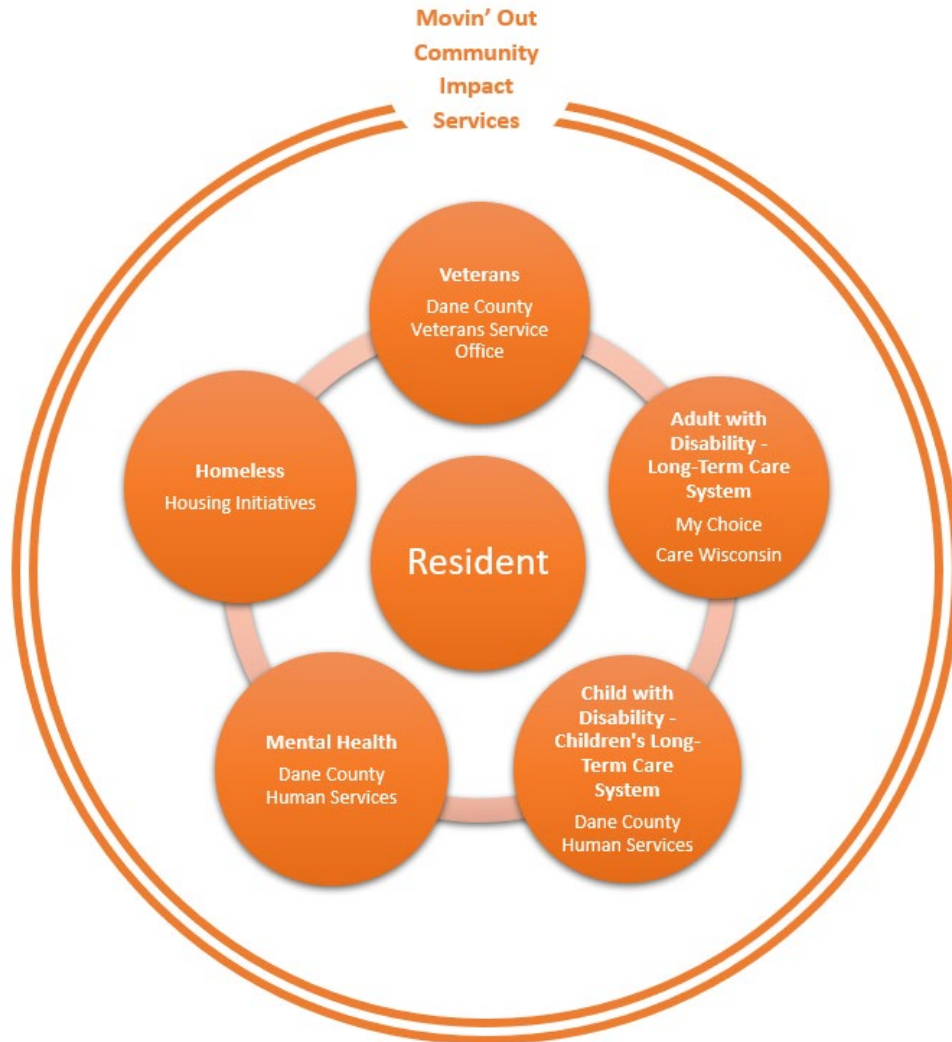 Movin’ Out
Community
Impact
Services
Veterans
Dane County
Veterans Service
Office
Adult with
Disability -
Long-Term Care
System
My Choice
Care Wisconsin
Child with
Disability -
Children's Long-
Term Care
System
Dane County
Human Services
Mental Health
Dane County
Human Services
Homeless
Housing Initiatives
Resident